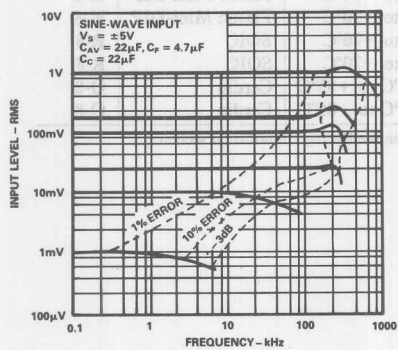 10V
1V
100mV
10mV
1mV
100µV
INPUT LEVEL – RMS
SINE-WAVE INPUT
VS = ±5V
CAV = 22µF, CF = 4.7µF
CC = 22µF
1% ERROR
10% ERROR
3dB
0.1
1
10
100
1000
FREQUENCY – kHz